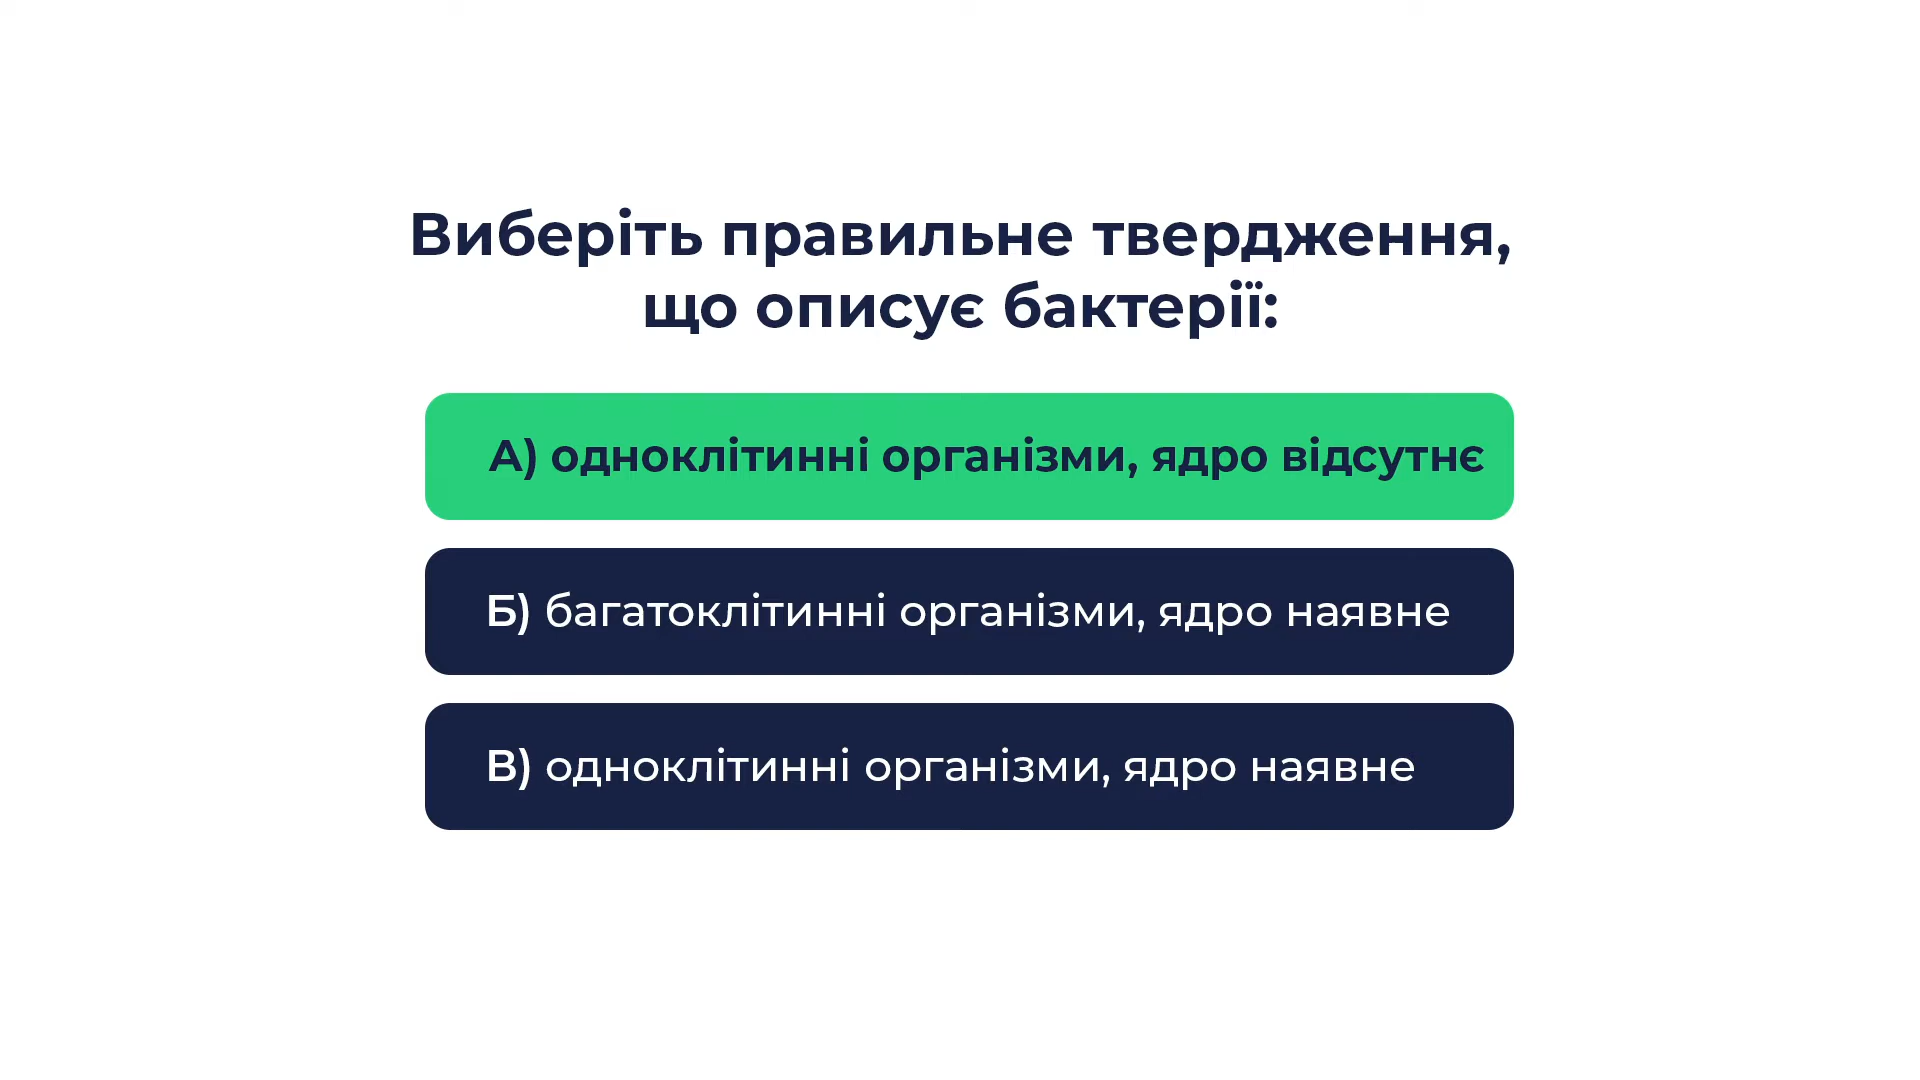 Виберіть правильне твердження,
що описує бактерії:
А) одноклітинні організми, ядро відсутнє
Б) багатоклітинні організми, ядро наявне
В) одноклітинні організми, ядро наявне